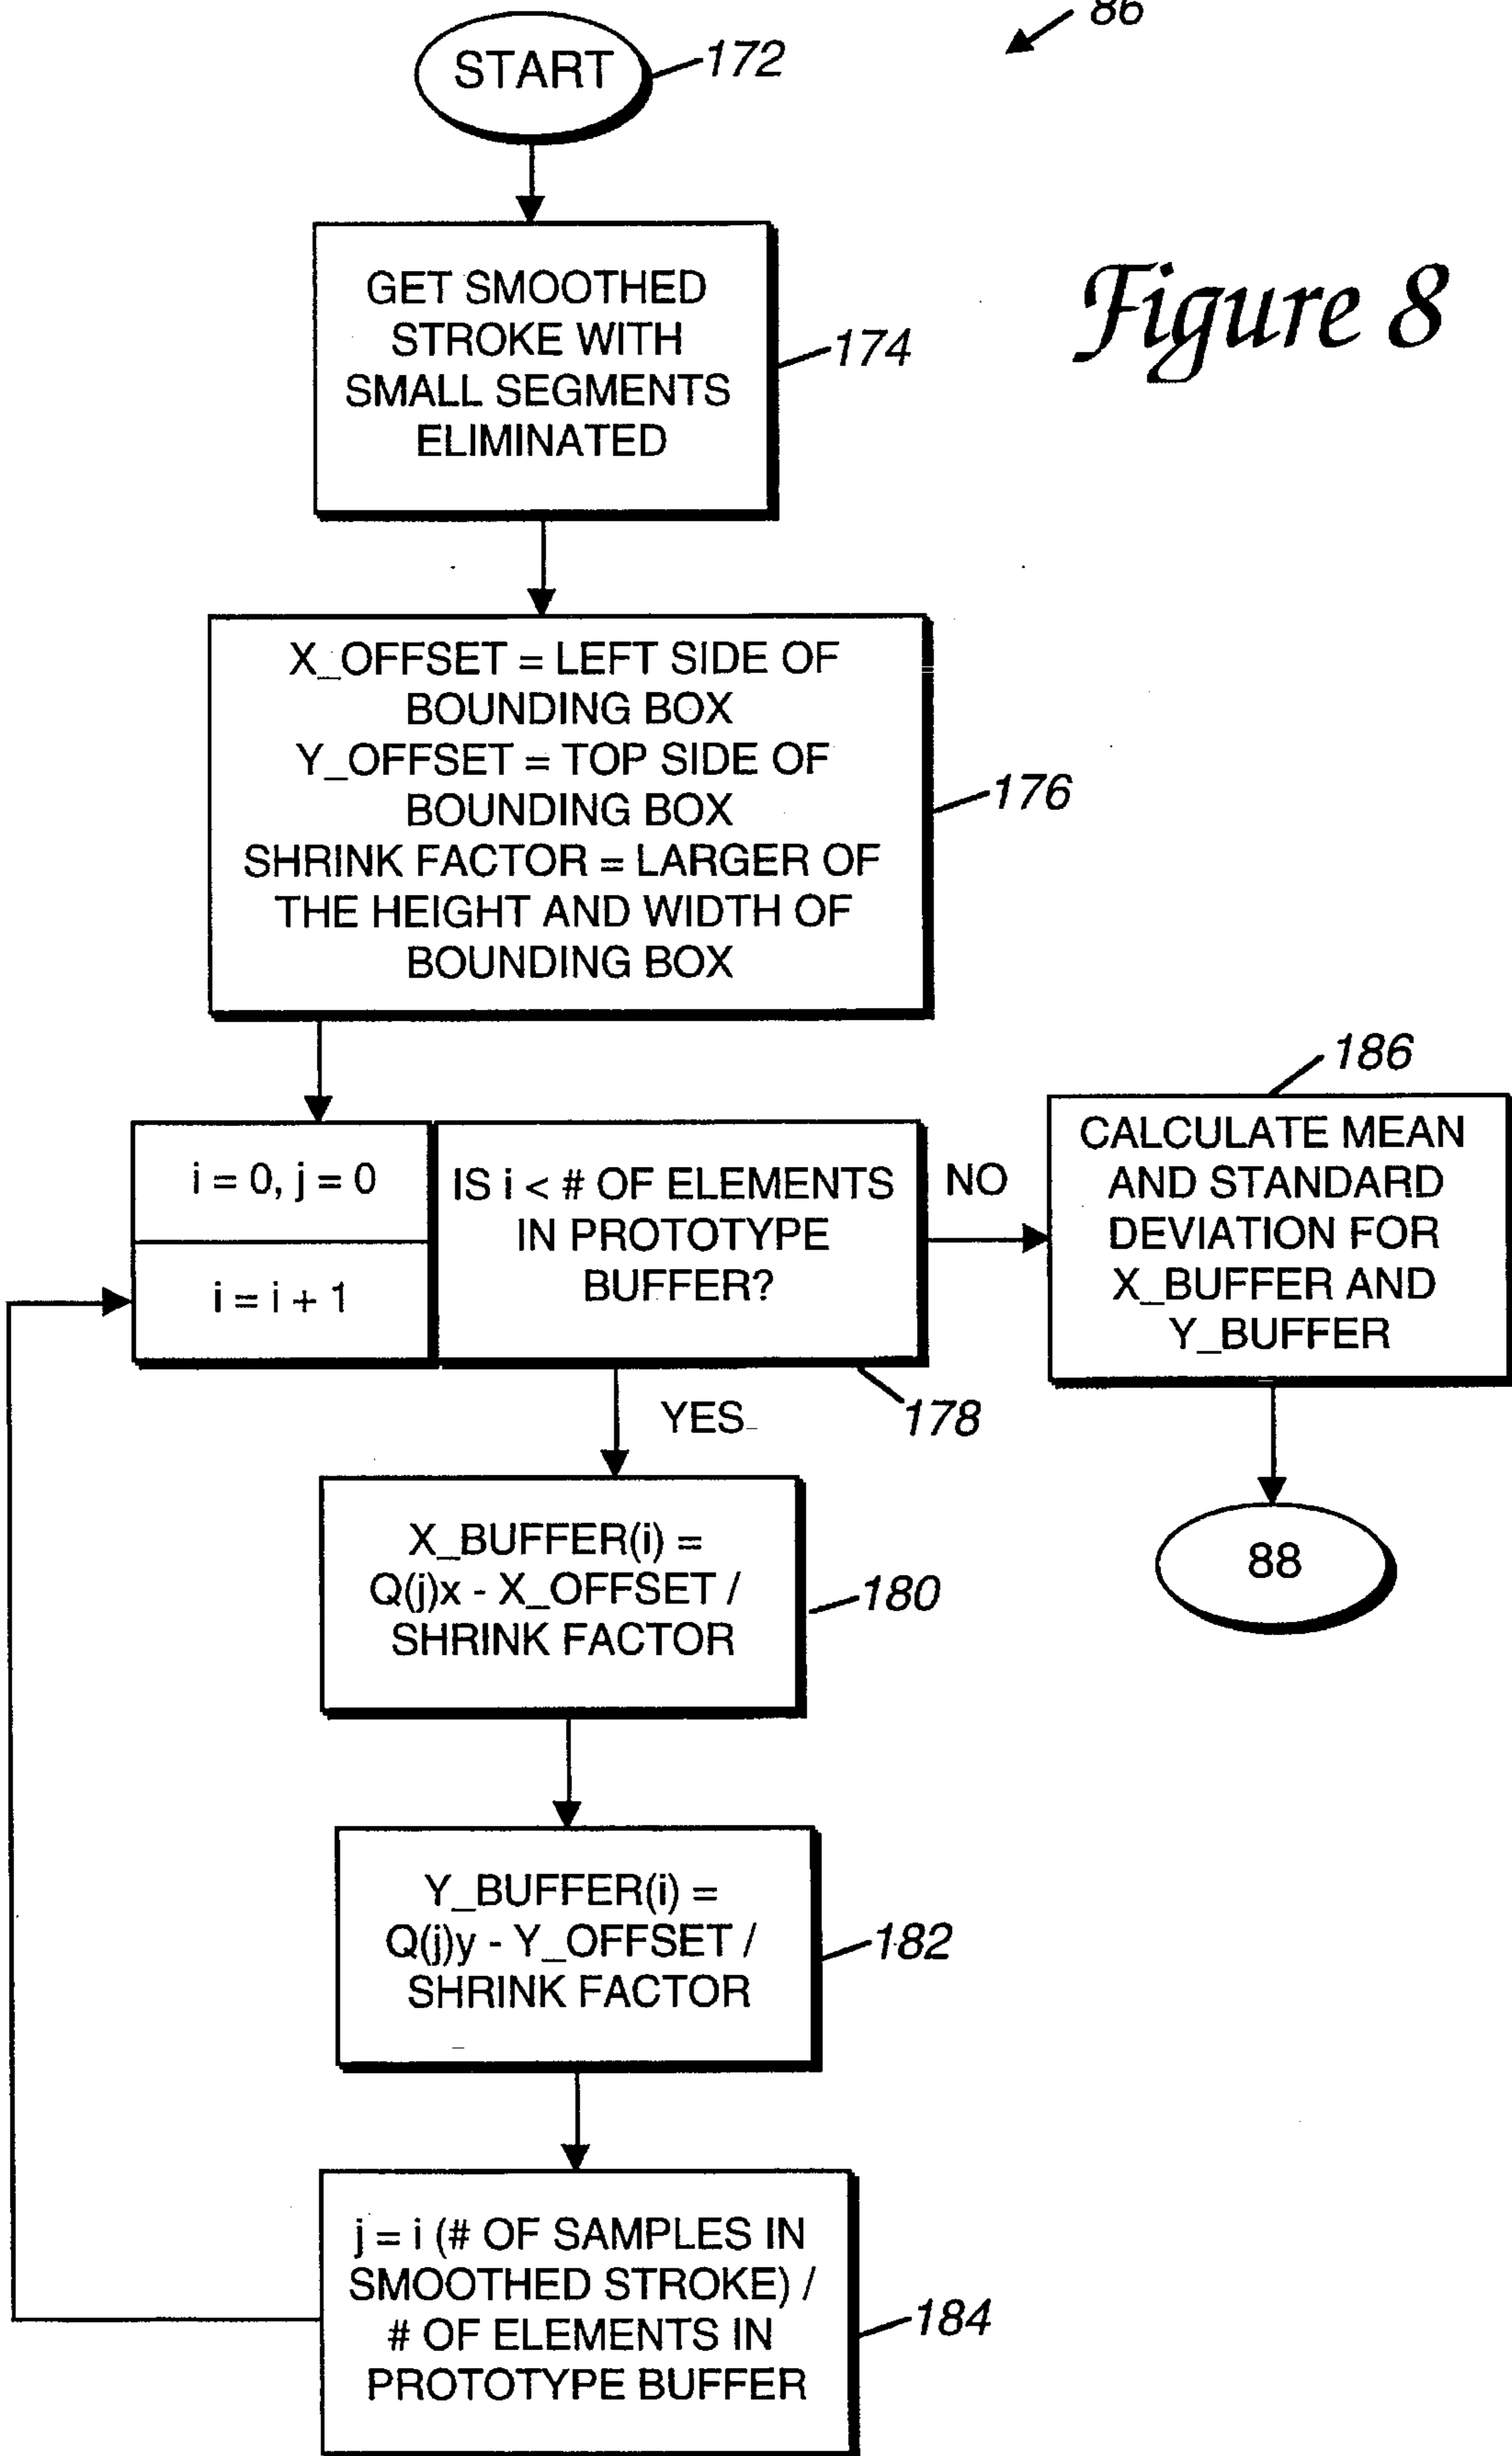 86
START
172
GET SMOOTHED
STROKE WITH
SMALL SEGMENTS
ELIMINATED
174
Figure 8
X_OFFSET = LEFT SIDE OF
BOUNDING BOX
Y_OFFSET = TOP SIDE OF
BOUNDING BOX
SHRINK FACTOR = LARGER OF
THE HEIGHT AND WIDTH OF
BOUNDING BOX
176
i = 0, j = 0
i = i + 1
IS i < # OF ELEMENTS
IN PROTOTYPE
BUFFER?
178
NO
186
CALCULATE MEAN
AND STANDARD
DEVIATION FOR
X_BUFFER AND
Y_BUFFER
88
YES
X_BUFFER(i) =
Q(j)x - X_OFFSET /
SHRINK FACTOR
180
Y_BUFFER(i) =
Q(j)y - Y_OFFSET /
SHRINK FACTOR
182
j = i (# OF SAMPLES IN
SMOOTHED STROKE) /
# OF ELEMENTS IN
PROTOTYPE BUFFER
184